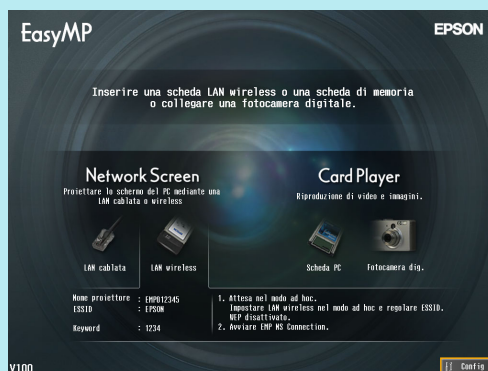 EasyMP
EPSON
Inserire una scheda LAN wireless o una scheda di memoria
o collegare una fotocamera digitale.
Network Screen
Proiettare lo schermo del PC mediante una
LAN cablata o wireless
LAN cablata
LAN wireless
Card Player
Riproduzione di video e immagini.
Scheda PC
Fotocamera dig.
Nome proiettore : EMP012345
ESSID : EPSON
Keyword : 1234
1. Attesa nel modo ad hoc.
Impostare LAN wireless nel modo ad hoc e regolare ESSID.
WEP disattivato.
2. Avviare EMP NS Connection.
V100
Config